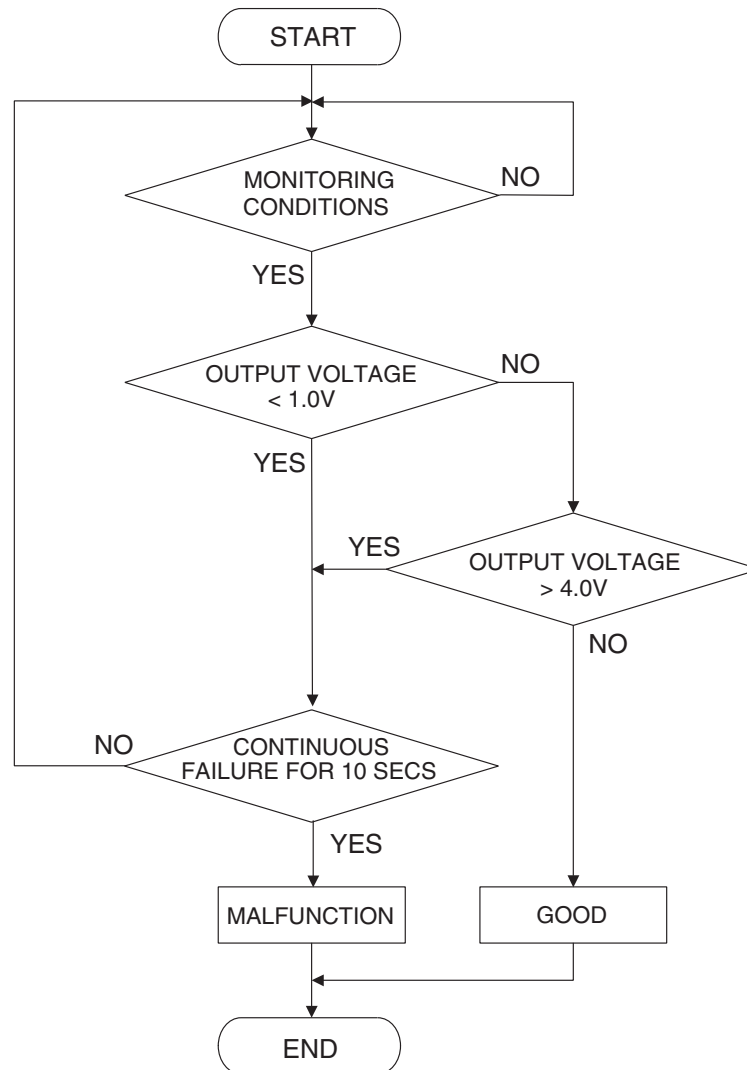 START
MONITORING
CONDITIONS
NO
YES
OUTPUT VOLTAGE
< 1.0V
NO
YES
YES
OUTPUT VOLTAGE
> 4.0V
NO
NO
CONTINUOUS
FAILURE FOR 10 SECS
YES
MALFUNCTION
GOOD
END